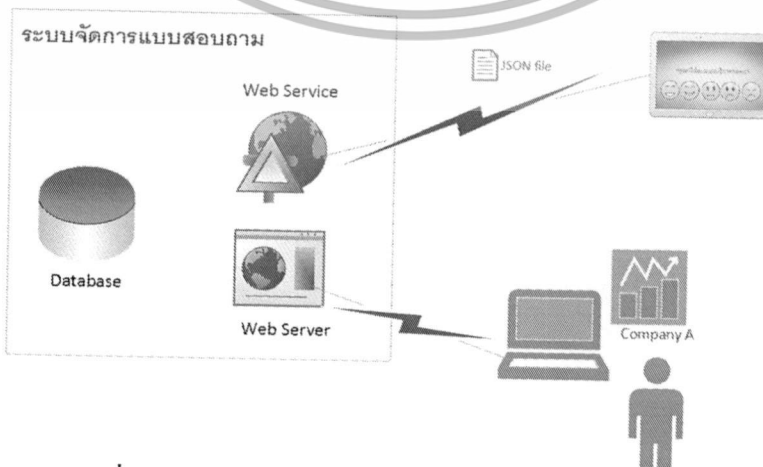 ระบบจัดการแบบสอบถาม
JSON file
Web Service
Database
Web Server
Company A